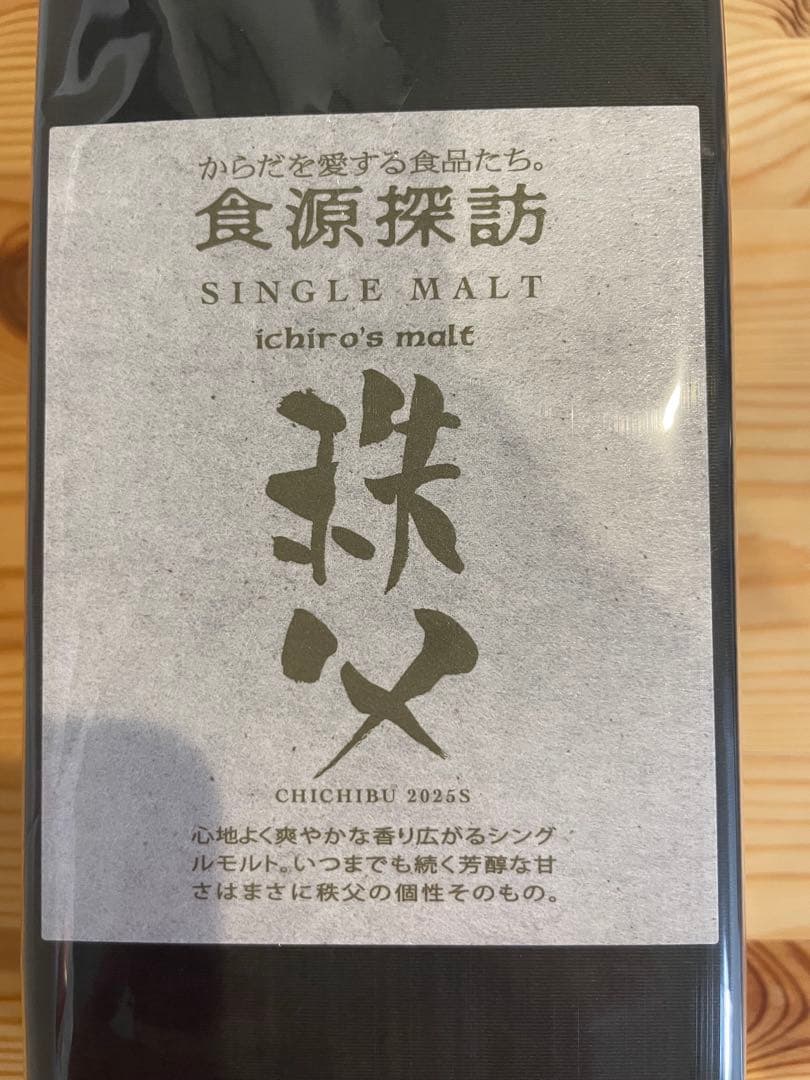 からだを愛する食品たち。
食源探訪
SINGLE MALT
ichiro's malt
秩父
CHICHIBU 2025S
心地よく爽やかな香り広がるシング
ルモルト。いつまでも続く芳醇な甘
さはまさに秩父の個性そのもの。